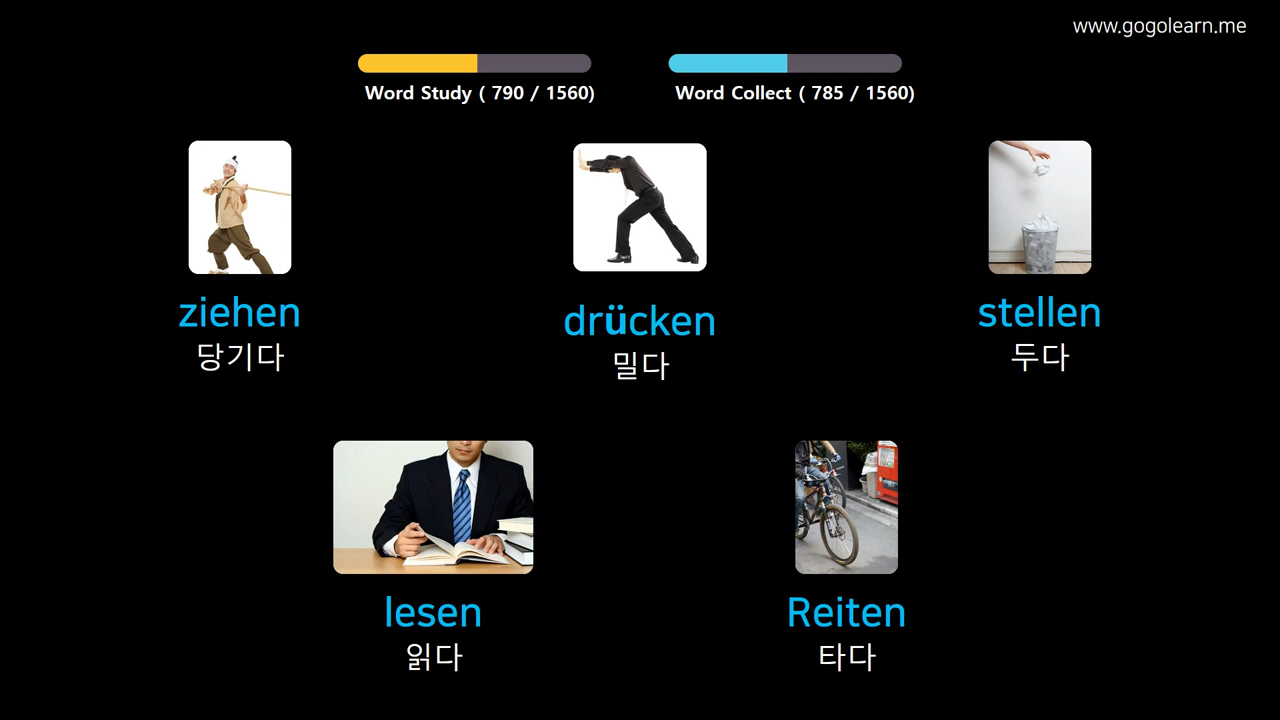 www.gogolearn.me
Word Study ( 790 / 1560)
Word Collect ( 785 / 1560)
ziehen
당기다
drücken
밀다
stellen
두다
lesen
읽다
Reiten
타다